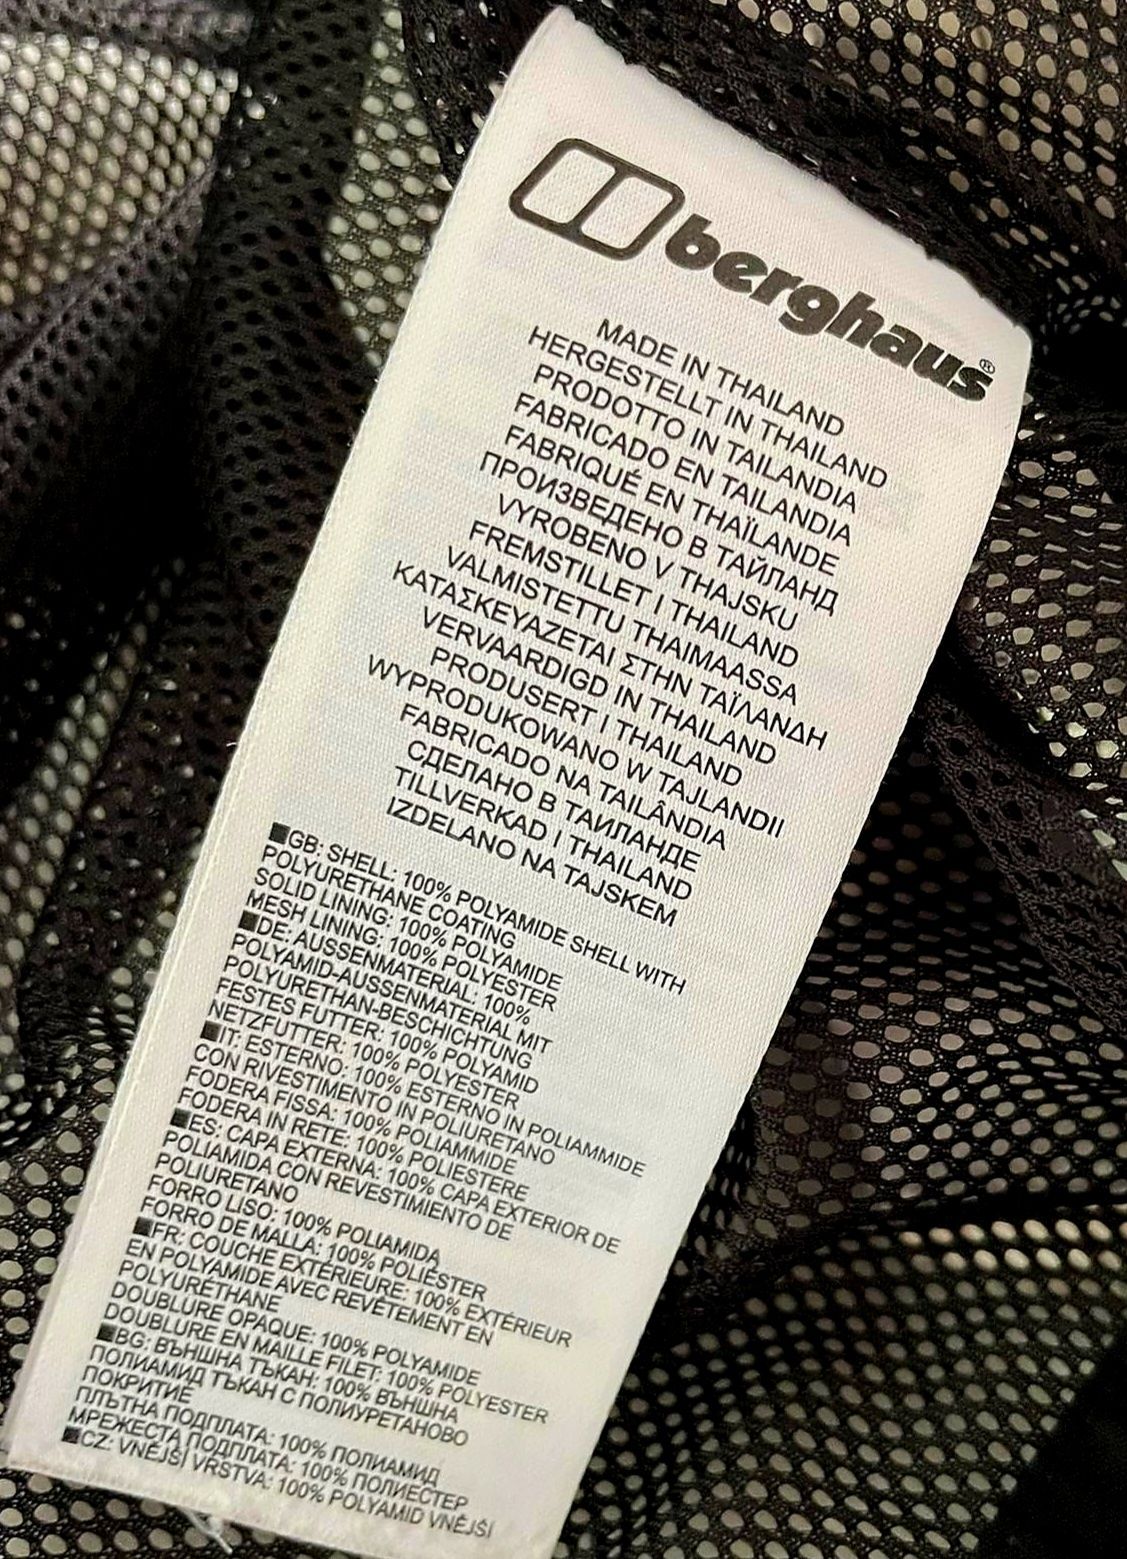 berghaus®
MADE IN THAILAND
HERGESTELLT IN THAILAND
PRODOTTO IN TAILANDIA
FABRICADO EN TAILANDIA
FABRIQUÉ EN THAÏLANDE
ПРОИЗВЕДЕНО В ТАЙЛАНД
VYROBENO V THAJSKU
FREMSTILLET I THAILAND
VALMISTETTU THAIMAASSA
ΚΑΤΑΣΚΕΥΑΖΕΤΑΙ ΣΤΗΝ ΤΑΪΛΑΝΔΗ
VERVAARDIGD IN THAILAND
PRODUSERT I THAILAND
WYPRODUKOWANO W TAJLANDII
FABRICADO NA TAILÂNDIA
СДЕЛАНО В ТАИЛАНДЕ
TILLVERKAD I THAILAND
IZDELANO NA TAJSKEM
■GB: SHELL: 100% POLYAMIDE SHELL WITH
POLYURETHANE COATING
SOLID LINING: 100% POLYAMIDE
MESH LINING: 100% POLYESTER
■DE: AUSSENMATERIAL: 100%
POLYAMID-AUSSENMATERIAL MIT
POLYURETHAN-BESCHICHTUNG
FESTES FUTTER: 100% POLYAMID
NETZFUTTER: 100% POLYESTER
■IT: ESTERNO: 100% ESTERNO IN POLIAMMIDE
CON RIVESTIMENTO IN POLIURETANO
FODERA FISSA: 100% POLIAMMIDE
FODERA IN RETE: 100% POLIESTERE
■ES: CAPA EXTERNA: 100% CAPA EXTERIOR DE
POLIAMIDA CON REVESTIMIENTO DE
POLIURETANO
FORRO LISO: 100% POLIAMIDA
FORRO DE MALLA: 100% POLIÉSTER
■FR: COUCHE EXTÉRIEURE: 100% EXTÉRIEUR
EN POLYAMIDE AVEC REVÊTEMENT EN
POLYURÉTHANE
DOUBLURE OPAQUE: 100% POLYAMIDE
DOUBLURE EN MAILLE FILET: 100% POLYESTER
■BG: ВЪНШНА ТЪКАН: 100% ВЪНШНА
ПОЛИАМИД ТЪКАН С ПОЛИУРЕТАНОВО
ПОКРИТИЕ
ПЛЪТНА ПОДПЛАТА: 100% ПОЛИАМИД
МРЕЖЕСТА ПОДПЛАТА: 100% ПОЛИЕСТЕР
■CZ: VNĚJŠÍ VRSTVA: 100% POLYAMID VNĚJŠÍ